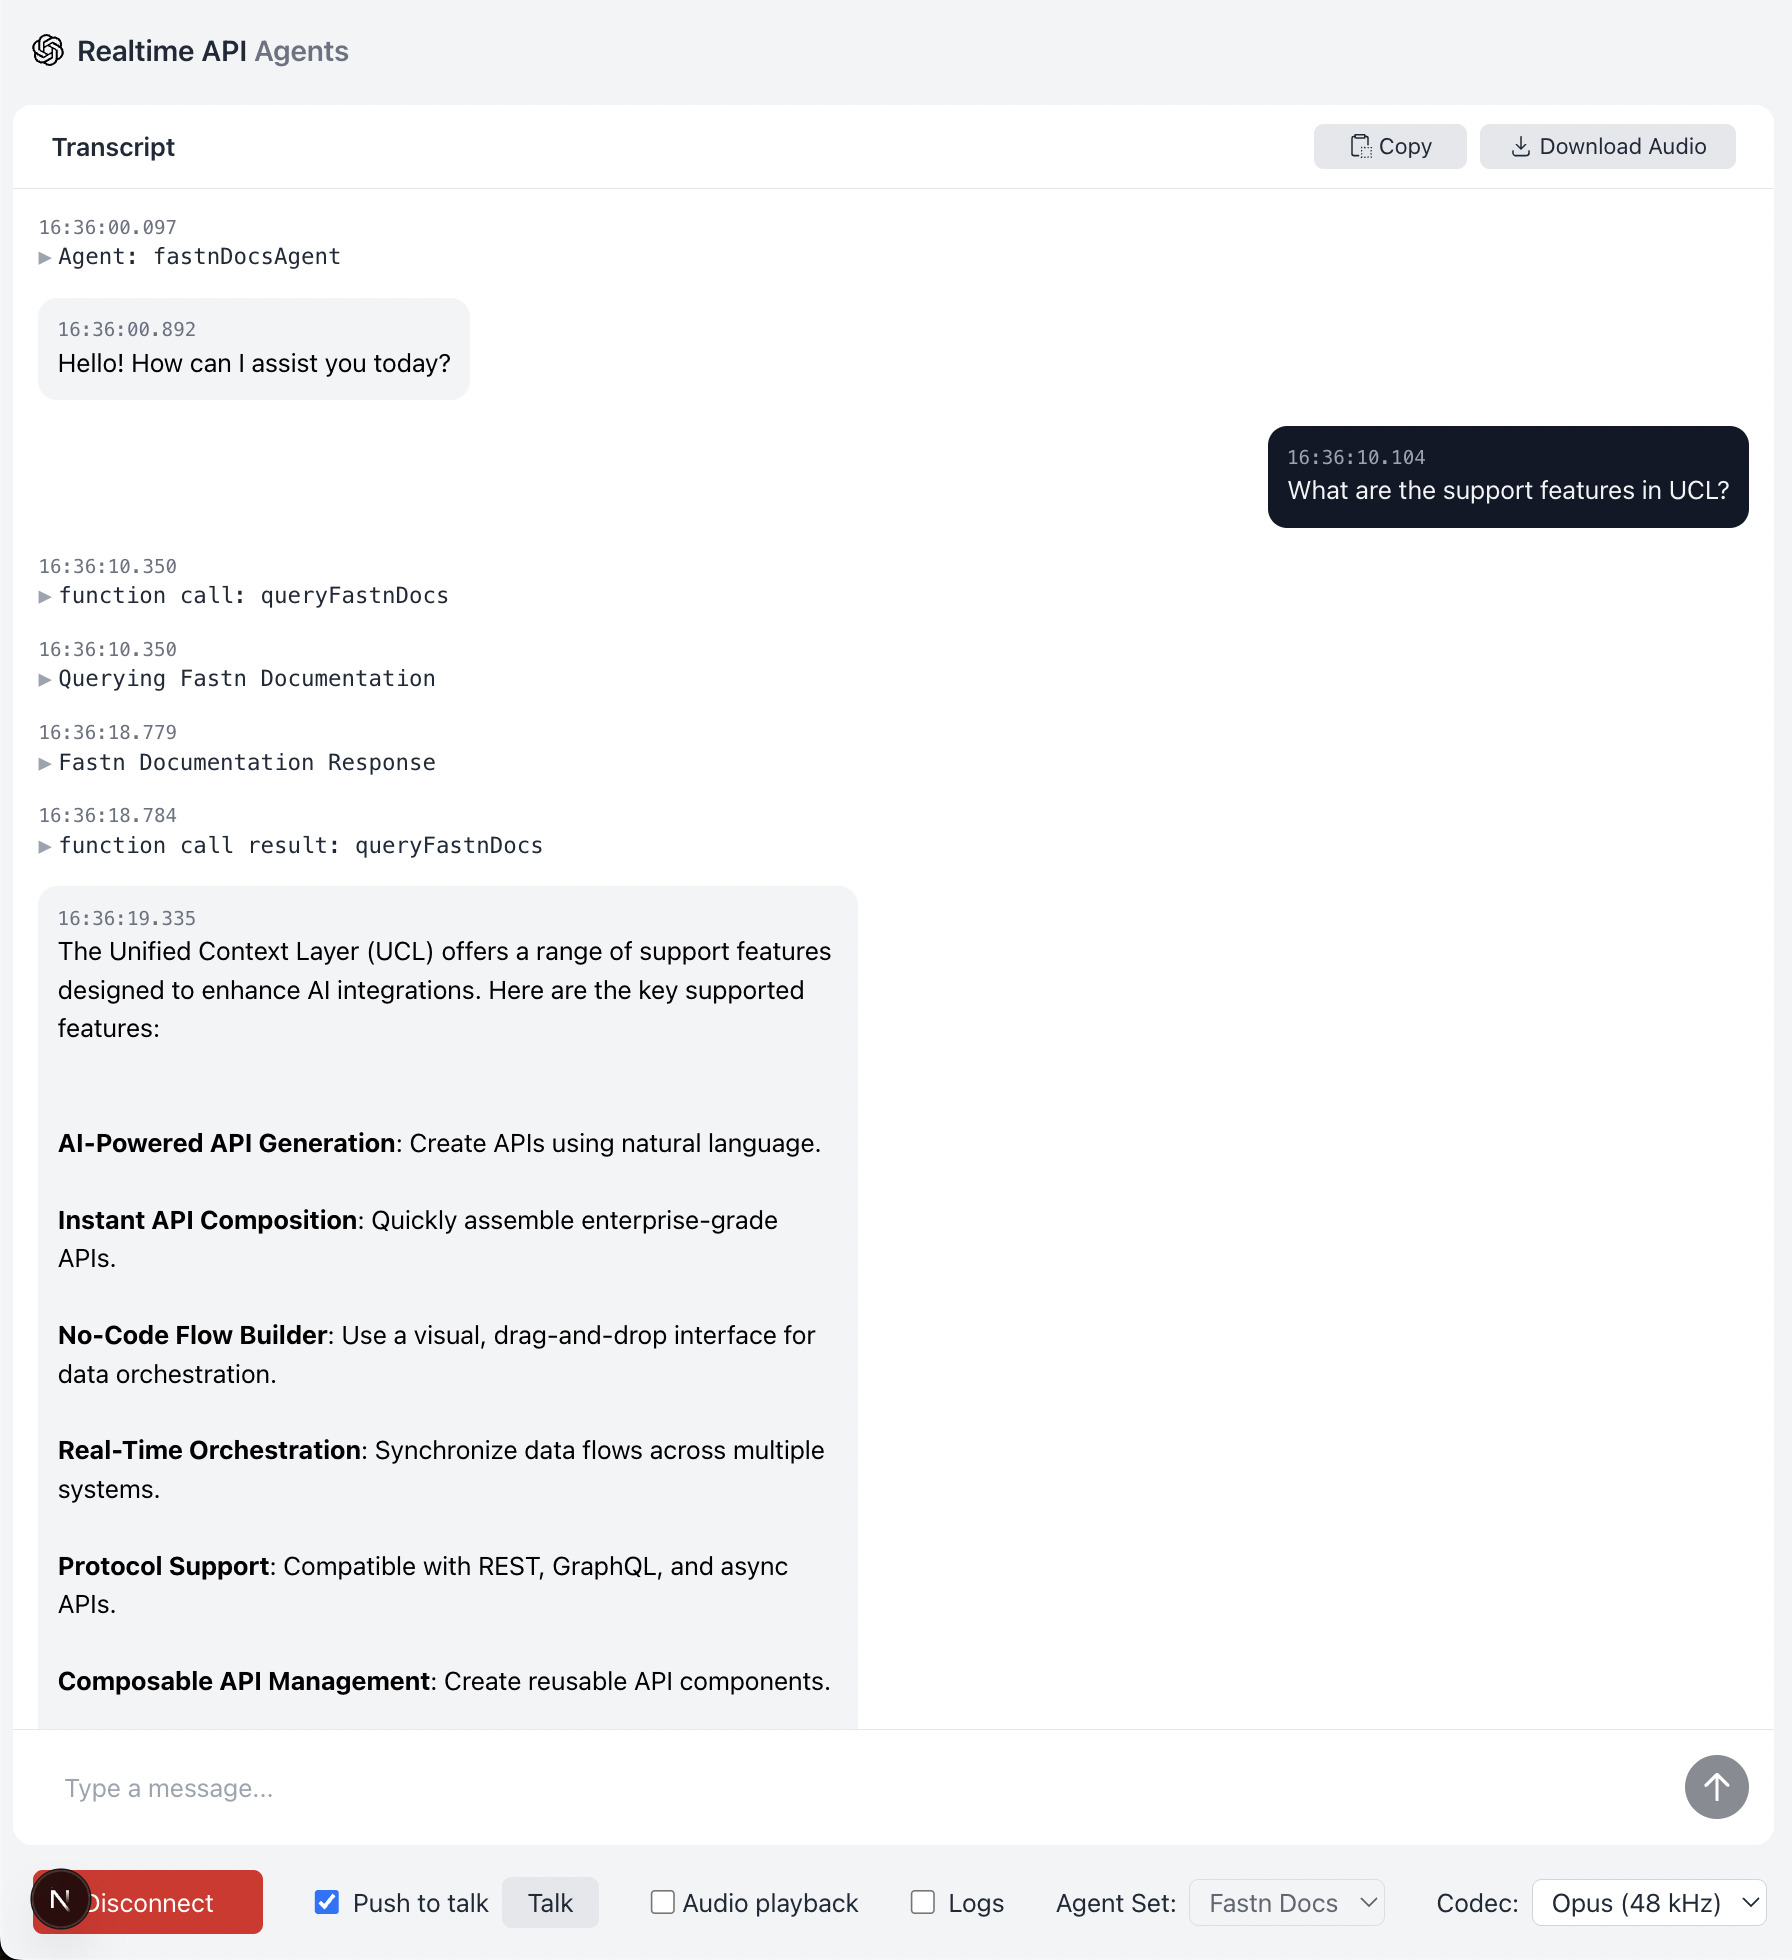 Realtime API Agents
Transcript
Copy
Download Audio
16:36:00.097
▶ Agent: fastnDocsAgent
16:36:00.892
Hello! How can I assist you today?
16:36:10.104
What are the support features in UCL?
16:36:10.350
▶ function call: queryFastnDocs
16:36:10.350
▶ Querying Fastn Documentation
16:36:18.779
▶ Fastn Documentation Response
16:36:18.784
▶ function call result: queryFastnDocs
16:36:19.335
The Unified Context Layer (UCL) offers a range of support features
designed to enhance AI integrations. Here are the key supported
features:
AI-Powered API Generation: Create APIs using natural language.
Instant API Composition: Quickly assemble enterprise-grade
APIs.
No-Code Flow Builder: Use a visual, drag-and-drop interface for
data orchestration.
Real-Time Orchestration: Synchronize data flows across multiple
systems.
Protocol Support: Compatible with REST, GraphQL, and async
APIs.
Composable API Management: Create reusable API components.
Type a message...
N
Disconnect
Push to talk
Talk
Audio playback
Logs
Agent Set:
Fastn Docs
Codec:
Opus (48 kHz)